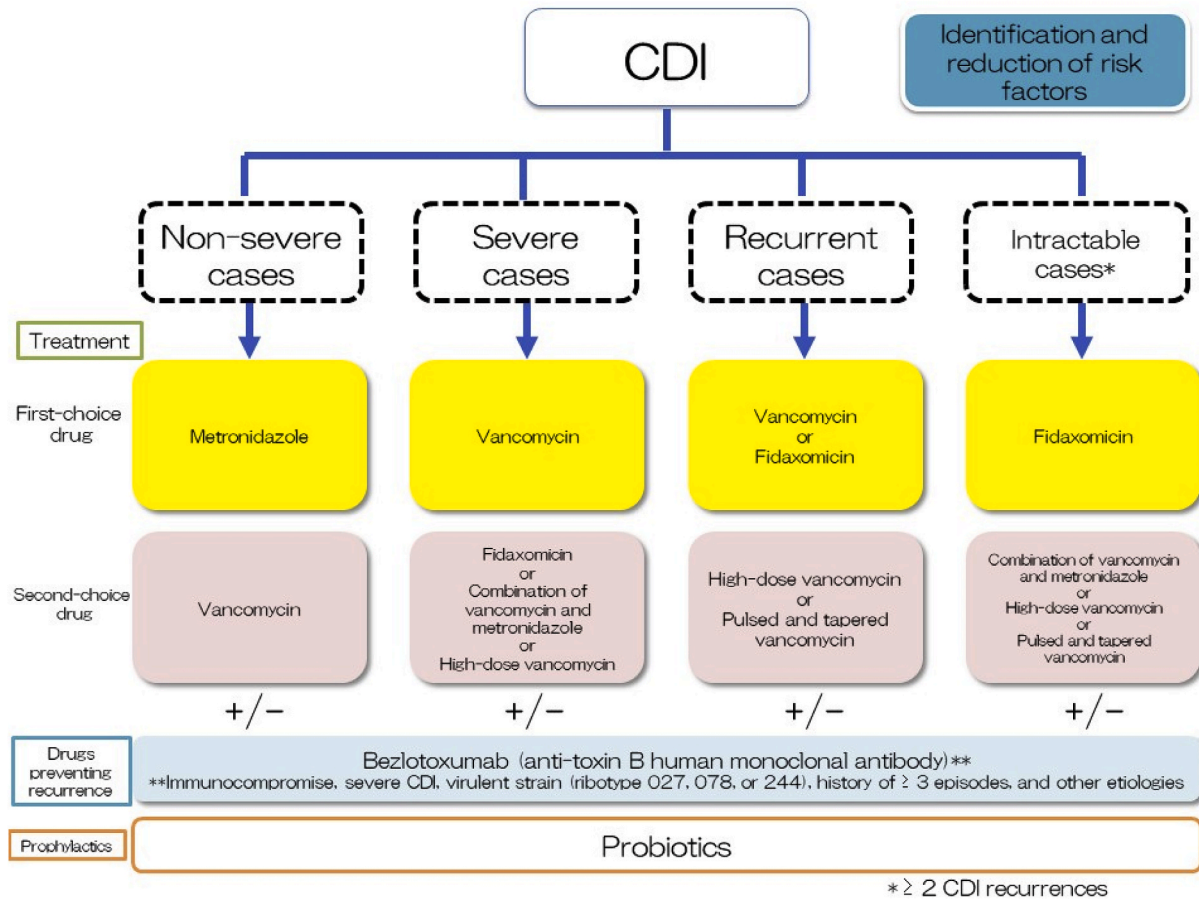 CDI
Identification and
reduction of risk
factors
Non-severe
cases
Severe
cases
Recurrent
cases
Intractable
cases*
Treatment
First-choice
drug
Metronidazole
Vancomycin
Vancomycin
or
Fidaxomicin
Fidaxomicin
Second-choice
drug
Vancomycin
Fidaxomicin
or
Combination of
vancomycin and
metronidazole
or
High-dose vancomycin
High-dose vancomycin
or
Pulsed and tapered
vancomycin
Combination of vancomycin
and metronidazole
or
High-dose vancomycin
or
Pulsed and tapered
vancomycin
+/−
+/−
+/−
+/−
Drugs
preventing
recurrence
Bezlotoxumab (anti-toxin B human monoclonal antibody)**
**Immunocompromise, severe CDI, virulent strain (ribotype 027, 078, or 244), history of ≥ 3 episodes, and other etiologies
Prophylactics
Probiotics
*≥ 2 CDI recurrences